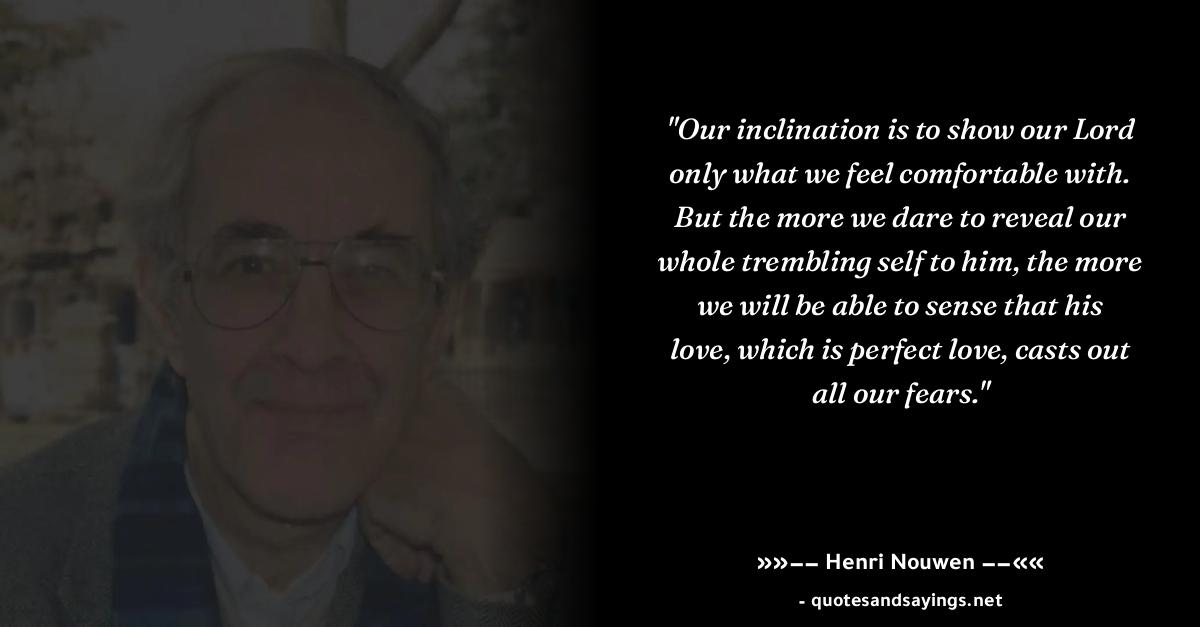 "Our inclination is to show our Lord
only what we feel comfortable with.
But the more we dare to reveal our
whole trembling self to him, the more
we will be able to sense that his
love, which is perfect love, casts out
all our fears."
»»−− Henri Nouwen −−««
- quotesandsayings.net